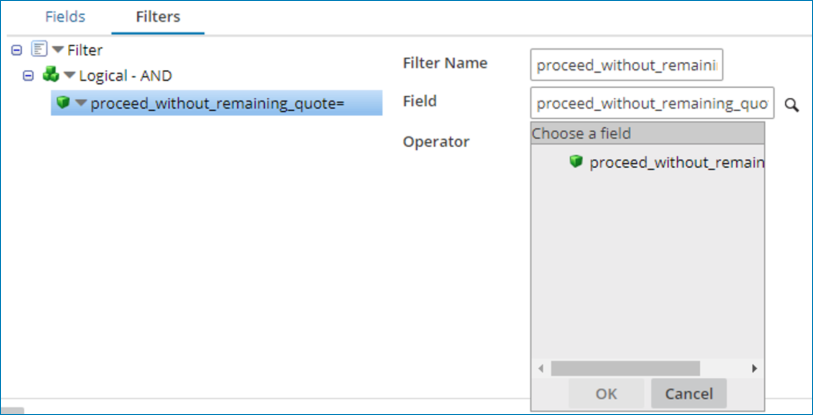 Fields Filters
Filter
Logical - AND
proceed_without_remaining_quote=
Filter Name proceed_without_remaini
Field proceed_without_remaining_quo
Operator
Choose a field
proceed_without_remain
OK Cancel